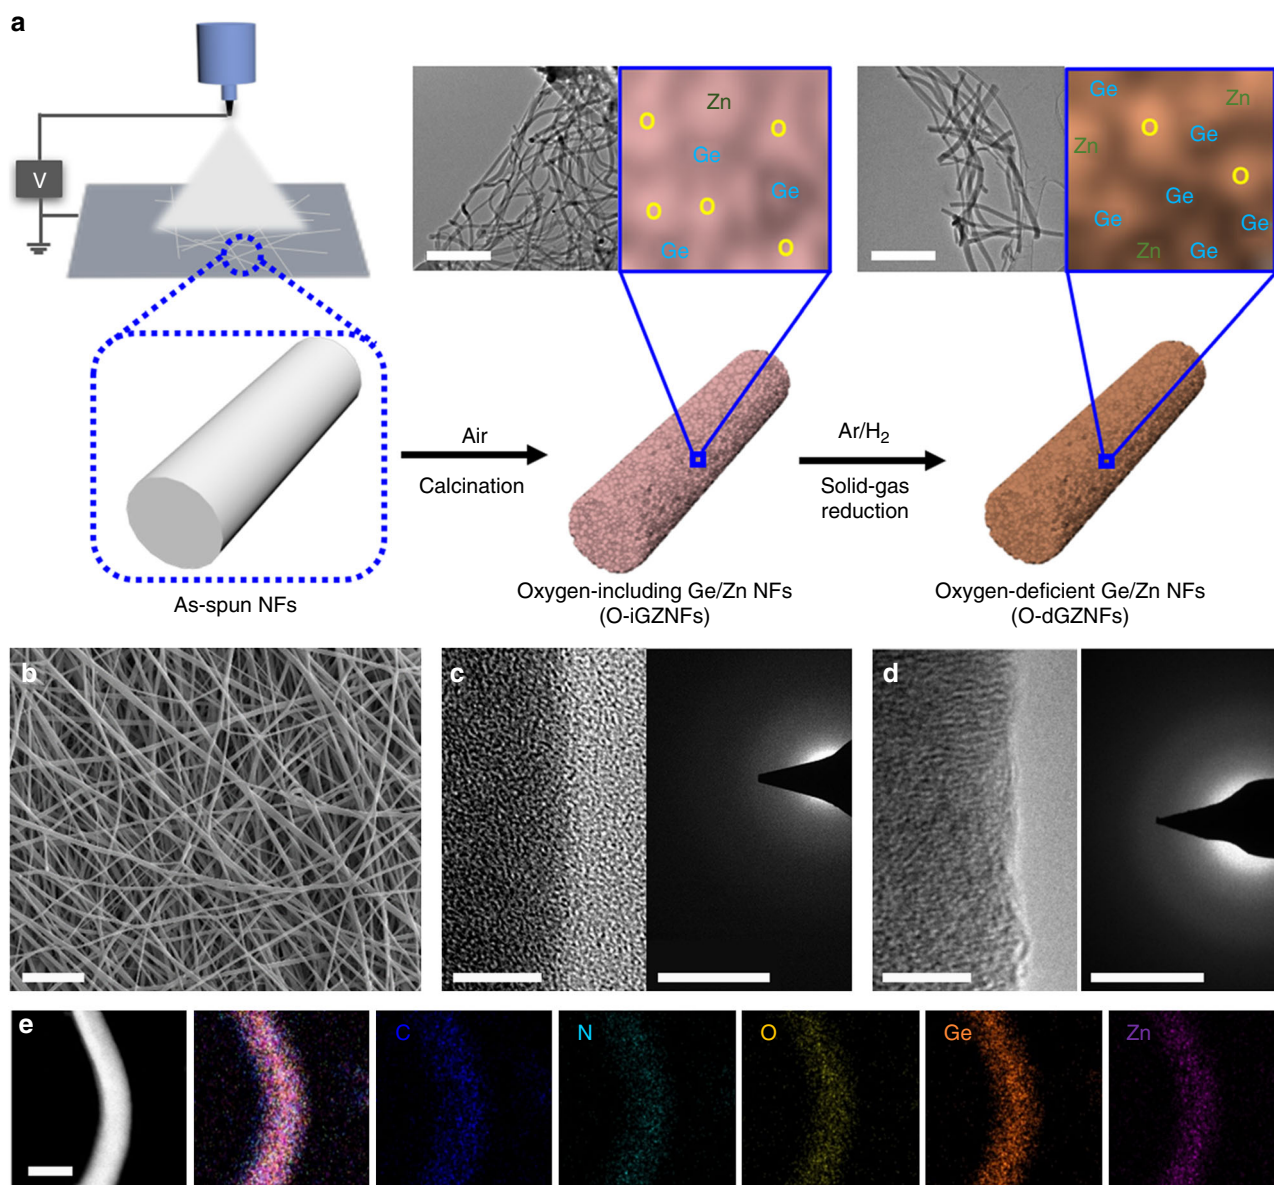 a
V
Zn
O
O
Ge
Ge
O
O
Ge
O
Ge
Zn
O
Ge
Zn
O
Ge
Ge
Ge
Zn
Ge
Air
Calcination
Ar/H₂
Solid-gas
reduction
As-spun NFs
Oxygen-including Ge/Zn NFs
(O-iGZNFs)
Oxygen-deficient Ge/Zn NFs
(O-dGZNFs)
b
c
d
e
C
N
O
Ge
Zn